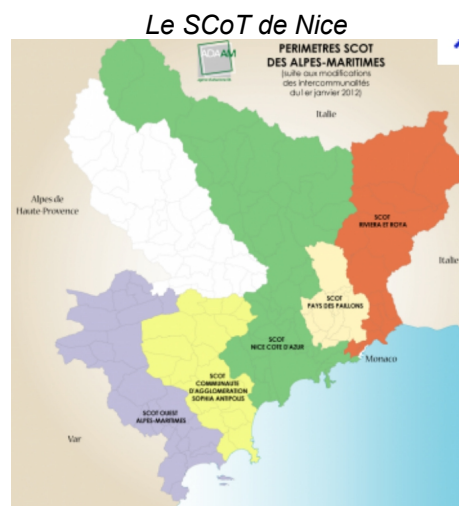 Le SCoT de Nice
ADAAM
PERIMETRES SCOT
DES ALPES-MARITIMES
(suite aux modifications
des intercommunalités
du 1er janvier 2012)
Italie
Alpes de
Haute-Provence
SCOT
RIVIERA ET ROYA
Italie
SCOT
PAYS DES PAILLONS
SCOT
NICE COTE D'AZUR
Monaco
SCOT
COMMUNAUTE
D'AGGLOMERATION
SOPHIA ANTIPOLIS
SCOT OUEST
ALPES-MARITIMES
Var